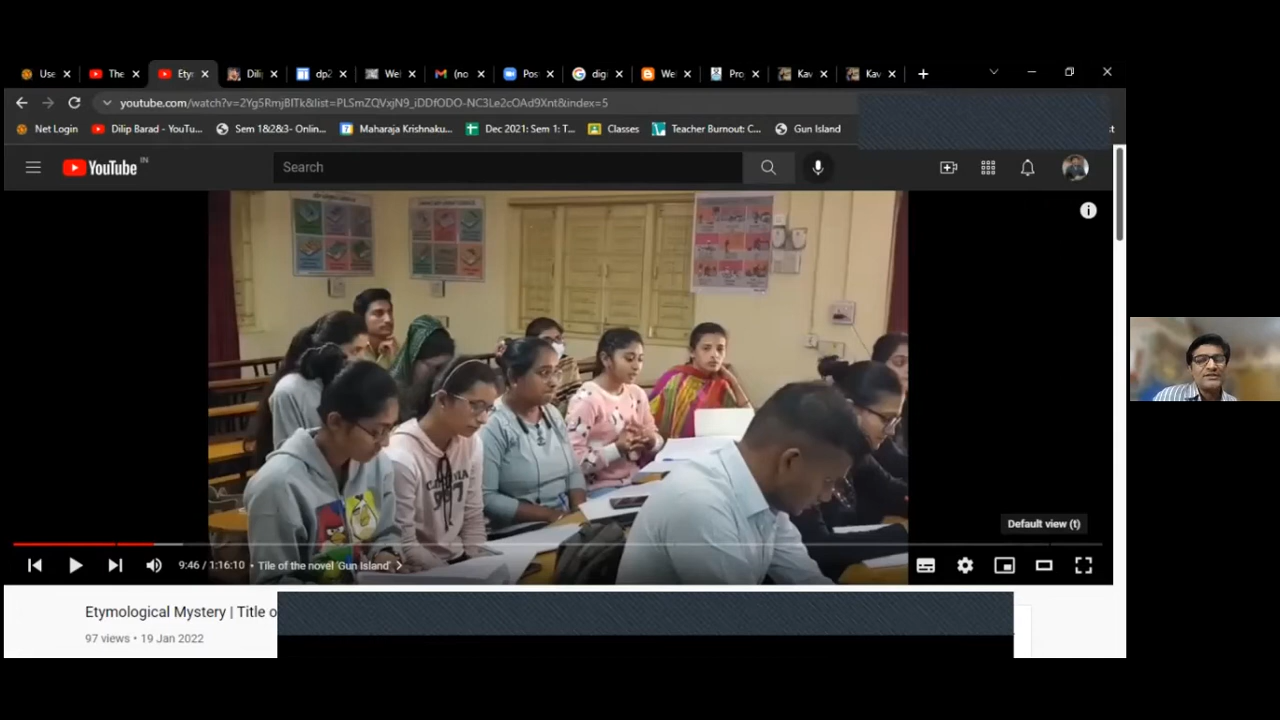 Use
The
Ety
Dili
dp2
Wel
(no
Pos
digi
We
Pro
Kav
Kav
youtube.com/watch?v=2Yg5RmjBITk&list=PLSmZQVxjN9_iDDfODO-NC3Le2cOAd9Xnt&index=5
Net Login
Dilip Barad - YouTu...
Sem 1&2&3- Onlin...
Maharaja Krishnaku...
Dec 2021: Sem 1: T...
Classes
Teacher Burnout: C...
Gun Island
YouTube IN
Search
Default view (t)
9:46 / 1:16:10 • Tile of the novel 'Gun Island'
Etymological Mystery | Title o
97 views • 19 Jan 2022